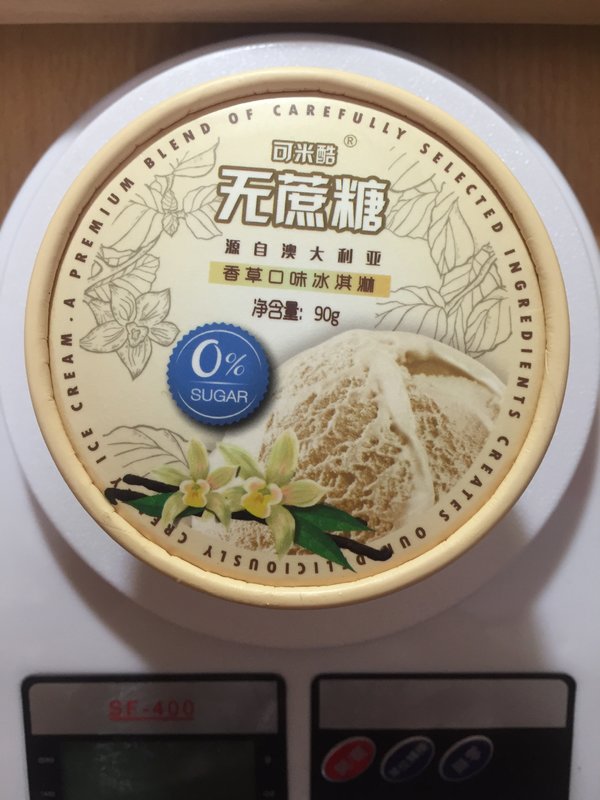 A PREMIUM BLEND OF CAREFULLY SELECTED INGREDIENTS CREATES OUR DELICIOUSLY CREAMY ICE CREAM.
可米酷®
无蔗糖
源自澳大利亚
香草口味冰淇淋
净含量: 90g
0%
SUGAR
SF-400